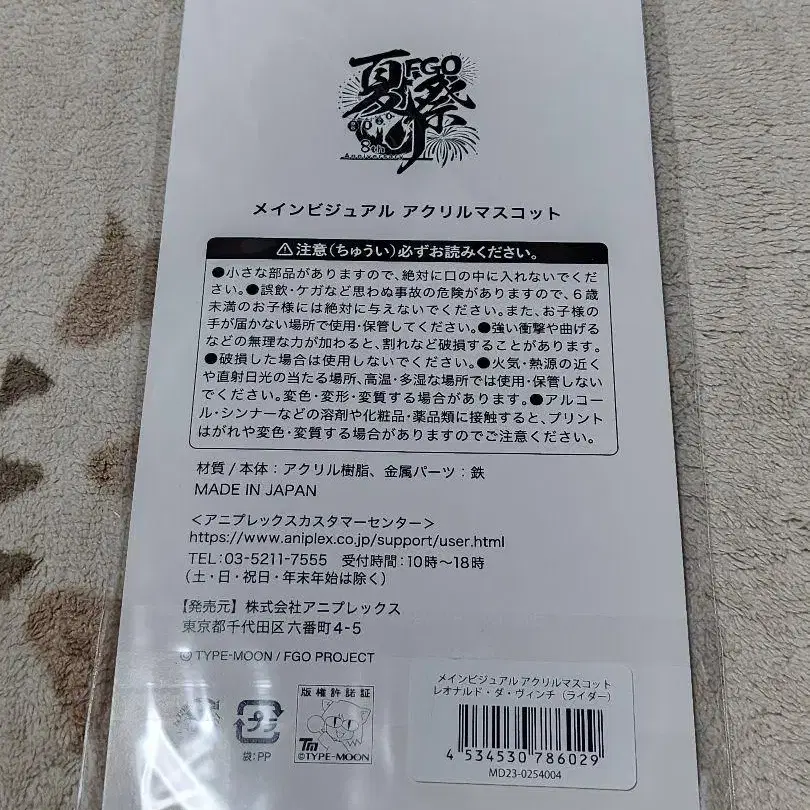 FGO
夏祭
8th
Anniversary
メインビジュアル アクリルマスコット
⚠注意(ちゅうい)必ずお読みください。
●小さな部品がありますので、絶対に口の中に入れないでくだ
さい。●誤飲・ケガなど思わぬ事故の危険がありますので、6歳
未満のお子様には絶対に与えないでください。また、お子様の
手が届かない場所で使用・保管してください。●強い衝撃や曲げる
などの無理な力が加わると、割れなど破損することがあります。
●破損した場合は使用しないでください。●火気・熱源の近く
や直射日光の当たる場所、高温・多湿な場所では使用・保管しない
でください。変色・変形・変質する場合があります。●アルコー
ル・シンナーなどの溶剤や化粧品・薬品類に接触すると、プリント
はがれや変色・変質する場合がありますのでご注意ください。
材質/本体:アクリル樹脂、金属パーツ:鉄
MADE IN JAPAN
<アニプレックスカスタマーセンター>
https://www.aniplex.co.jp/support/user.html
TEL:03-5211-7555 受付時間:10時〜18時
(土・日・祝日・年末年始は除く)
【発売元】株式会社アニプレックス
東京都千代田区六番町4-5
©TYPE-MOON / FGO PROJECT
メインビジュアル アクリルマスコット
レオナルド・ダ・ヴィンチ(ライダー)
4 534530 786029
MD23-0254004
版権許諾証
TM
©TYPE-MOON
プラ
袋:PP